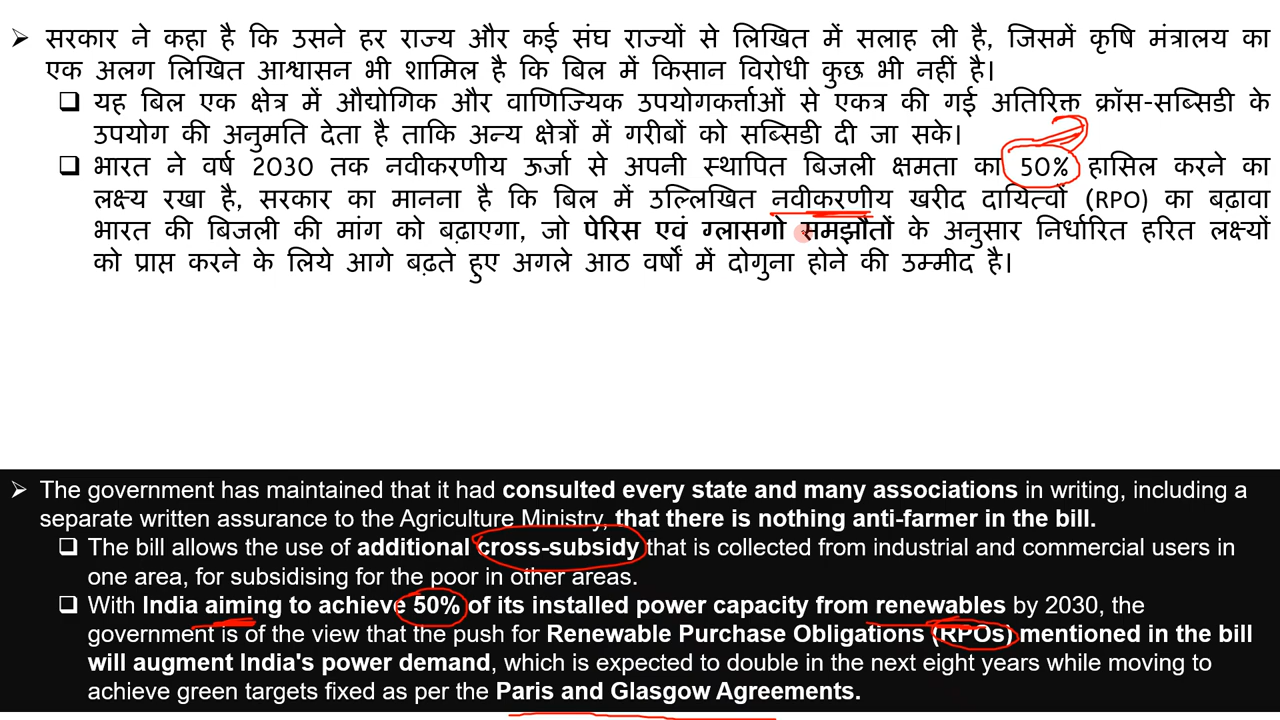 ➢ सरकार ने कहा है कि उसने हर राज्य और कई संघ राज्यों से लिखित में सलाह ली है, जिसमें कृषि मंत्रालय का
एक अलग लिखित आश्वासन भी शामिल है कि बिल में किसान विरोधी कुछ भी नहीं है।
❑ यह बिल एक क्षेत्र में औद्योगिक और वाणिज्यिक उपयोगकर्त्ताओं से एकत्र की गई अतिरिक्त क्रॉस-सब्सिडी के
उपयोग की अनुमति देता है ताकि अन्य क्षेत्रों में गरीबों को सब्सिडी दी जा सके।
❑ भारत ने वर्ष 2030 तक नवीकरणीय ऊर्जा से अपनी स्थापित बिजली क्षमता का 50% हासिल करने का
लक्ष्य रखा है, सरकार का मानना है कि बिल में उल्लिखित नवीकरणीय खरीद दायित्वों (RPO) का बढ़ावा
भारत की बिजली की मांग को बढ़ाएगा, जो पेरिस एवं ग्लासगो समझौतों के अनुसार निर्धारित हरित लक्ष्यों
को प्राप्त करने के लिये आगे बढ़ते हुए अगले आठ वर्षों में दोगुना होने की उम्मीद है।
➢ The government has maintained that it had consulted every state and many associations in writing, including a
separate written assurance to the Agriculture Ministry, that there is nothing anti-farmer in the bill.
❑ The bill allows the use of additional cross-subsidy that is collected from industrial and commercial users in
one area, for subsidising for the poor in other areas.
❑ With India aiming to achieve 50% of its installed power capacity from renewables by 2030, the
government is of the view that the push for Renewable Purchase Obligations (RPOs) mentioned in the bill
will augment India's power demand, which is expected to double in the next eight years while moving to
achieve green targets fixed as per the Paris and Glasgow Agreements.